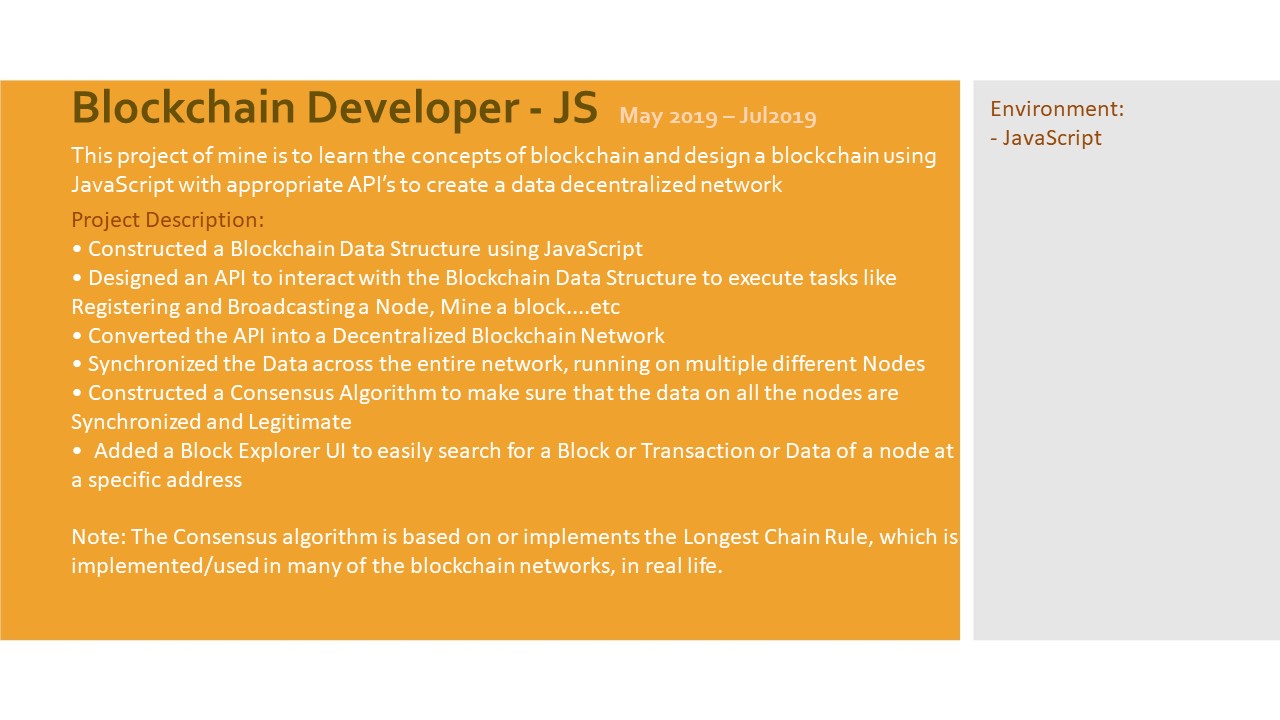 Blockchain Developer - JS May 2019 – Jul2019
This project of mine is to learn the concepts of blockchain and design a blockchain using
JavaScript with appropriate API’s to create a data decentralized network
Project Description:
• Constructed a Blockchain Data Structure using JavaScript
• Designed an API to interact with the Blockchain Data Structure to execute tasks like
Registering and Broadcasting a Node, Mine a block....etc
• Converted the API into a Decentralized Blockchain Network
• Synchronized the Data across the entire network, running on multiple different Nodes
• Constructed a Consensus Algorithm to make sure that the data on all the nodes are
Synchronized and Legitimate
• Added a Block Explorer UI to easily search for a Block or Transaction or Data of a node at
a specific address
Note: The Consensus algorithm is based on or implements the Longest Chain Rule, which is
implemented/used in many of the blockchain networks, in real life.
Environment:
- JavaScript